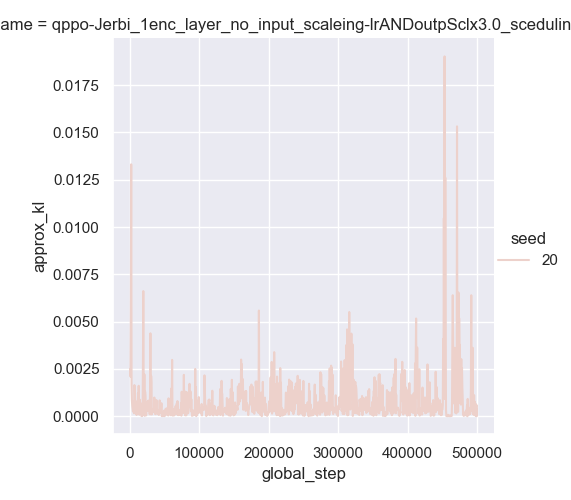 ame = qppo-Jerbi_1enc_layer_no_input_scaleing-lrANDoutpSclx3.0_scedulin
0.0175
0.0150
0.0125
0.0100
0.0075
0.0050
0.0025
0.0000
approx_kl
0 100000 200000 300000 400000 500000
global_step
seed
20